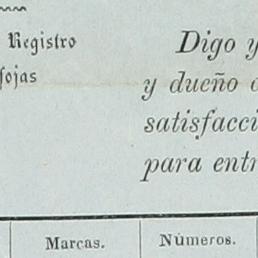 Registro
fojas
Digo y
y dueño
satisfacci
para entr
Marcas.
Números.